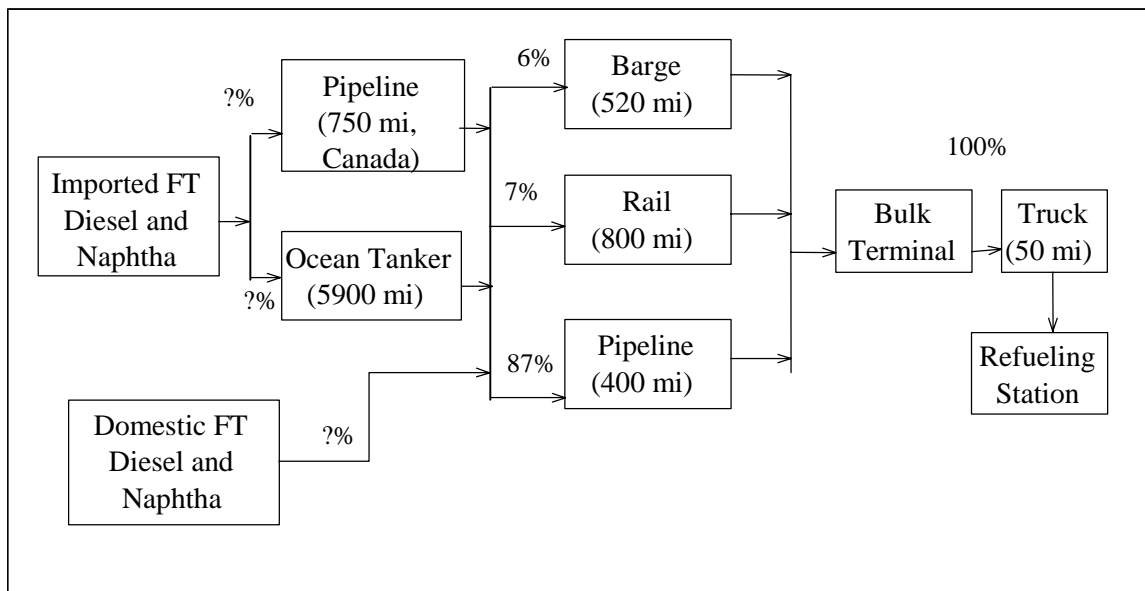 ?%
Pipeline
(750 mi,
Canada)
6%
Barge
(520 mi)
Imported FT
Diesel and
Naphtha
?%
Ocean Tanker
(5900 mi)
7%
Rail
(800 mi)
100%
Bulk
Terminal
Truck
(50 mi)
87%
Pipeline
(400 mi)
Refueling
Station
Domestic FT
Diesel and
Naphtha
?%